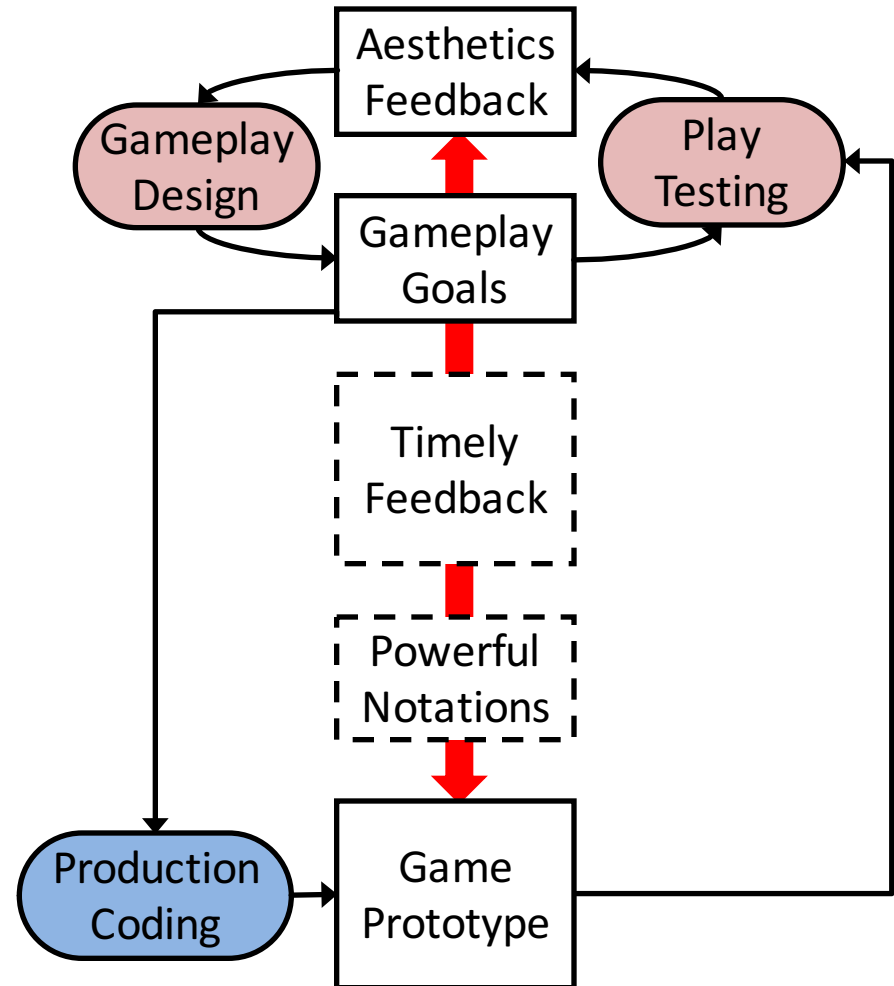 Aesthetics
Feedback
Gameplay
Design
Play
Testing
Gameplay
Goals
Timely
Feedback
Powerful
Notations
Production
Coding
Game
Prototype